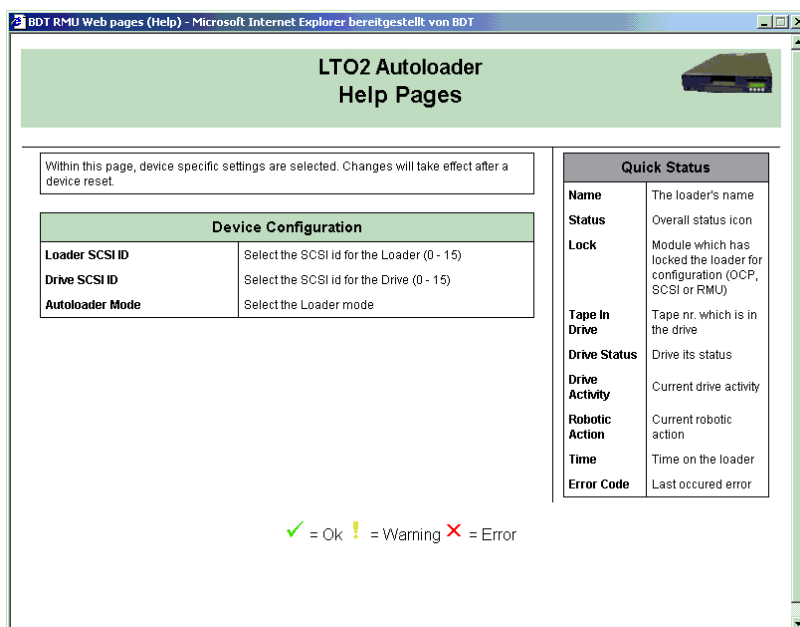 BDT RMU Web pages (Help) - Microsoft Internet Explorer bereitgestellt von BDT
LTO2 Autoloader
Help Pages
Within this page, device specific settings are selected. Changes will take effect after a
device reset.
Device Configuration
Loader SCSI ID Select the SCSI id for the Loader (0 - 15)
Drive SCSI ID Select the SCSI id for the Drive (0 - 15)
Autoloader Mode Select the Loader mode
Quick Status
Name The loader's name
Status Overall status icon
Lock Module which has
locked the loader for
configuration (OCP,
SCSI or RMU)
Tape In Tape nr. which is in
Drive the drive
Drive Status Drive its status
Drive
Activity Current drive activity
Robotic Current robotic
Action action
Time Time on the loader
Error Code Last occured error
= Ok = Warning = Error